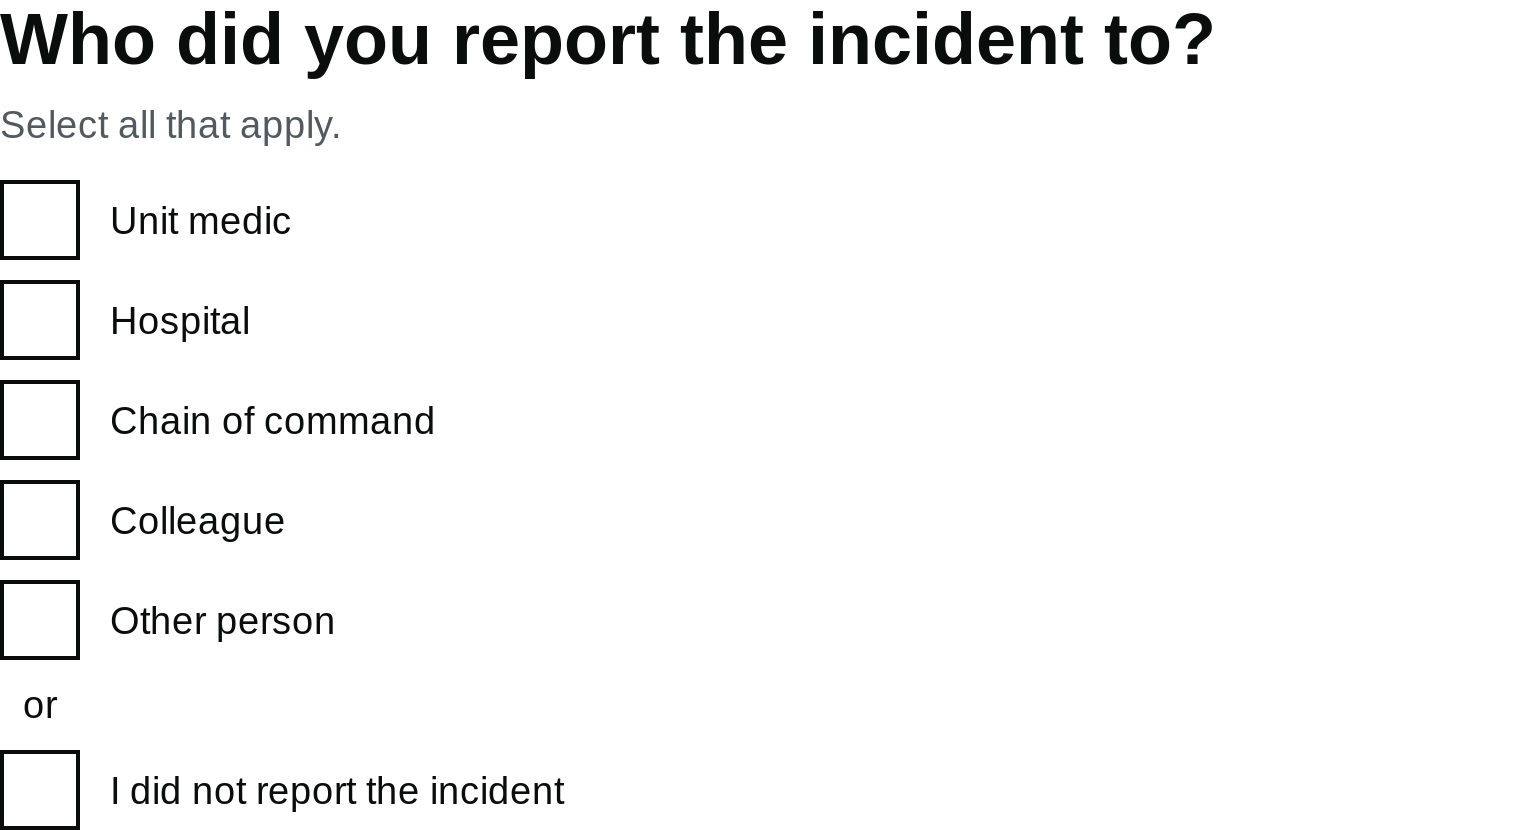 Who did you report the incident to?
Select all that apply.
Unit medic
Hospital
Chain of command
Colleague
Other person
or
I did not report the incident